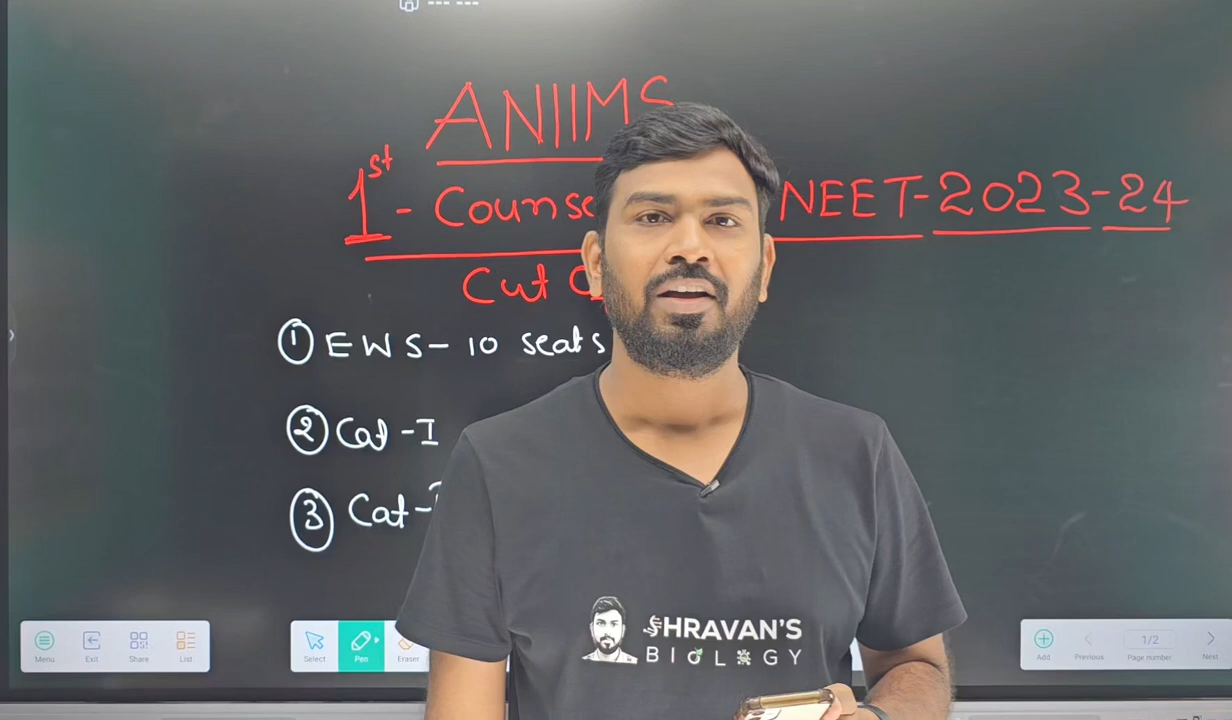 ANIIMS
1st - Couns NEET-2023-24
Cut
① EWS - 10 seats
② Cat - I
③ Cat -
SHRAVAN'S
BIOLOGY
Menu Exit Share List Select Pen Eraser Add Previous 1/2 Page number Next